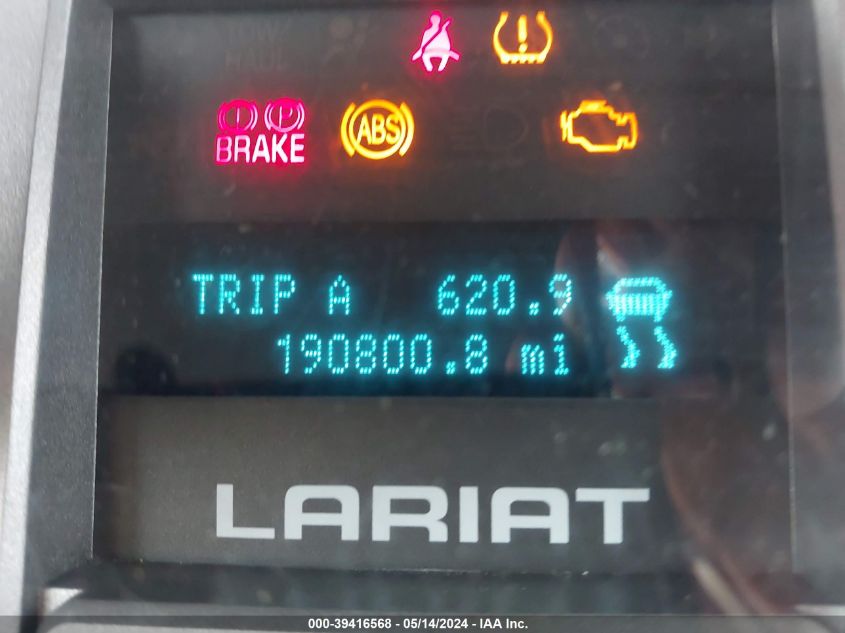 ! 
! P
BRAKE
ABS
TRIP A 620.9
190800.8 mi
LARIAT
000-39416568 - 05/14/2024 - IAA Inc.